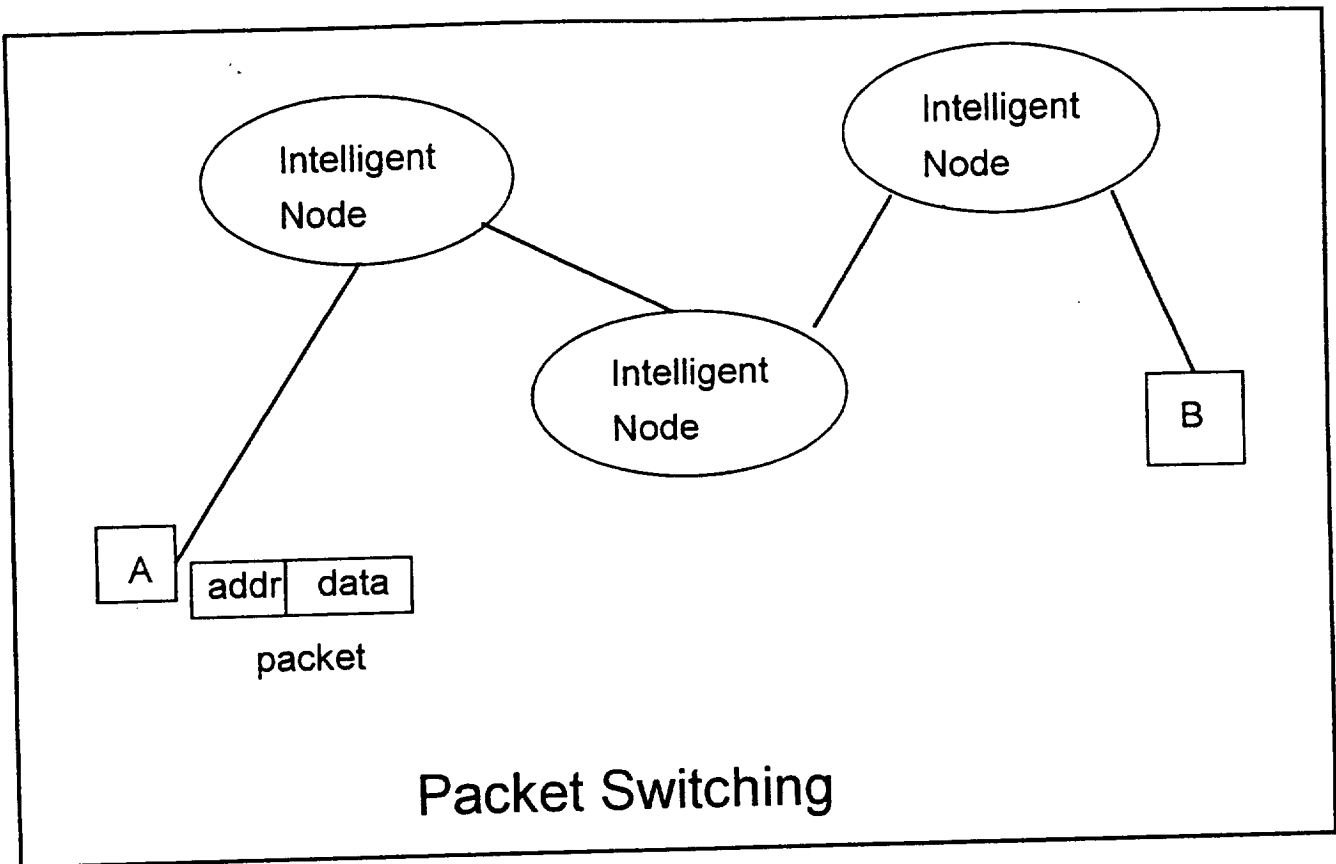 Intelligent
Node
Intelligent
Node
Intelligent
Node
A
addr data
packet
B
Packet Switching